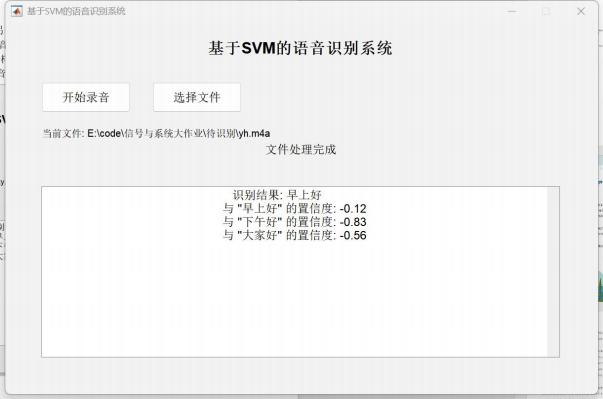 基于SVM的语音识别系统
基于SVM的语音识别系统
开始录音
选择文件
当前文件: E:\code\信号与系统大作业\待识别\yh.m4a
文件处理完成
识别结果: 早上好
与 "早上好" 的置信度: -0.12
与 "下午好" 的置信度: -0.83
与 "大家好" 的置信度: -0.56